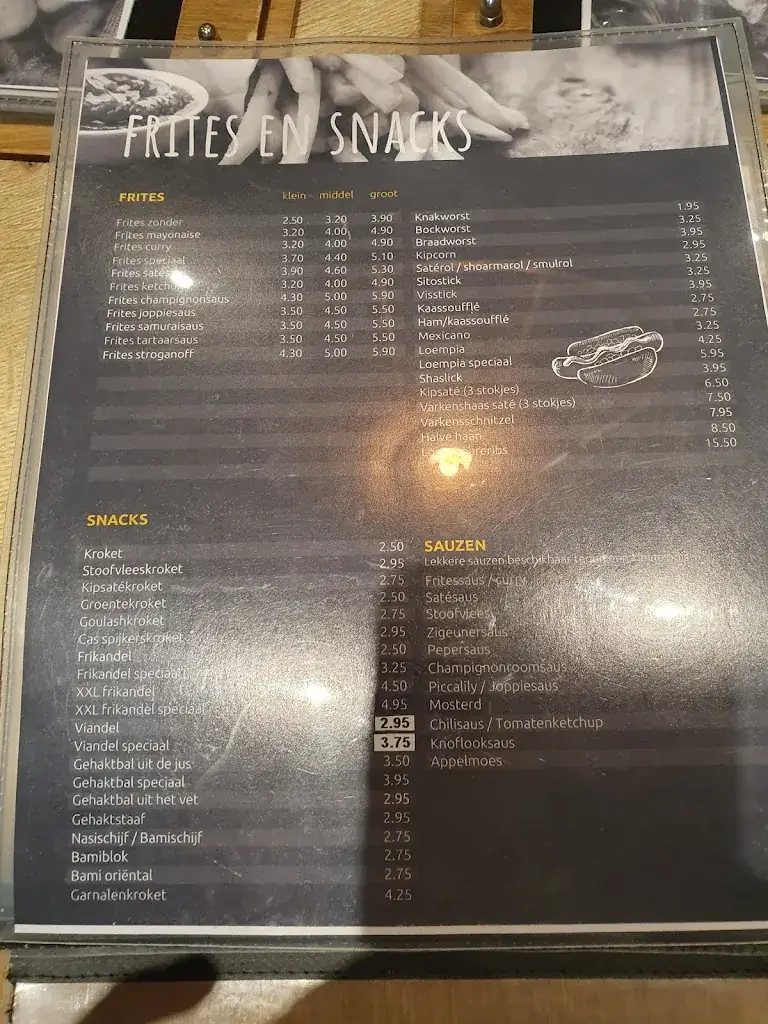 FRITES EN SNACKS
FRITES klein middel groot
Frites zonder 2.50 3.20 3.90
Frites mayonaise 3.20 4.00 4.90
Frites curry 3.20 4.00 4.90
Frites speciaal 3.70 4.40 5.10
Frites 3.90 4.60 5.30
Frites 3.20 4.00 4.90
Frites champignonsaus 4.30 5.00 5.90
Frites joppiesaus 3.50 4.50 5.50
Frites samuraisaus 3.50 4.50 5.50
Frites tartaarsaus 3.50 4.50 5.50
Frites stroganoff 4.30 5.00 5.90
Knakworst 1.95
Bockworst 3.25
Braadworst 3.95
Kipcorn 2.95
Satérol / shoarmarol / smulrol 3.25
Sitostick 3.25
Visstick 3.95
Kaassoufflé 2.75
Ham/kaassoufflé 2.75
Mexicano 3.25
Loempia 4.25
Loempia speciaal 5.95
Shaslick 3.95
Kipsaté (3 stokjes) 6.50
Varkenshaas saté (3 stokjes) 7.50
Varkensschnitzel 7.95
Halve haan 8.50
15.50
SNACKS
Kroket 2.50
Stoofvleeskroket 2.95
Kipsatékroket 2.75
Groentekroket 2.50
Goulashkroket 2.75
Cas spijkerskroket 2.95
Frikandel 2.50
Frikandel speciaal 3.25
XXL frikandel 4.50
XXL frikandel speciaal 4.95
Viandel 2.95
Viandel speciaal 3.75
Gehaktbal uit de jus 3.50
Gehaktbal speciaal 3.95
Gehaktbal uit het vet 2.95
Gehaktstaaf 2.95
Nasischijf / Bamischijf 2.75
Bamiblok 2.75
Bami oriëntal 2.75
Garnalenkroket 4.25
SAUZEN
Lekkere sauzen beschikbaar
Fritessaus / curry
Satésaus
Stoofvlees
Zigeunersaus
Pepersaus
Champignonroomsaus
Piccalily / Joppiesaus
Mosterd
Chilisaus / Tomatenketchup
Knoflooksaus
Appelmoes